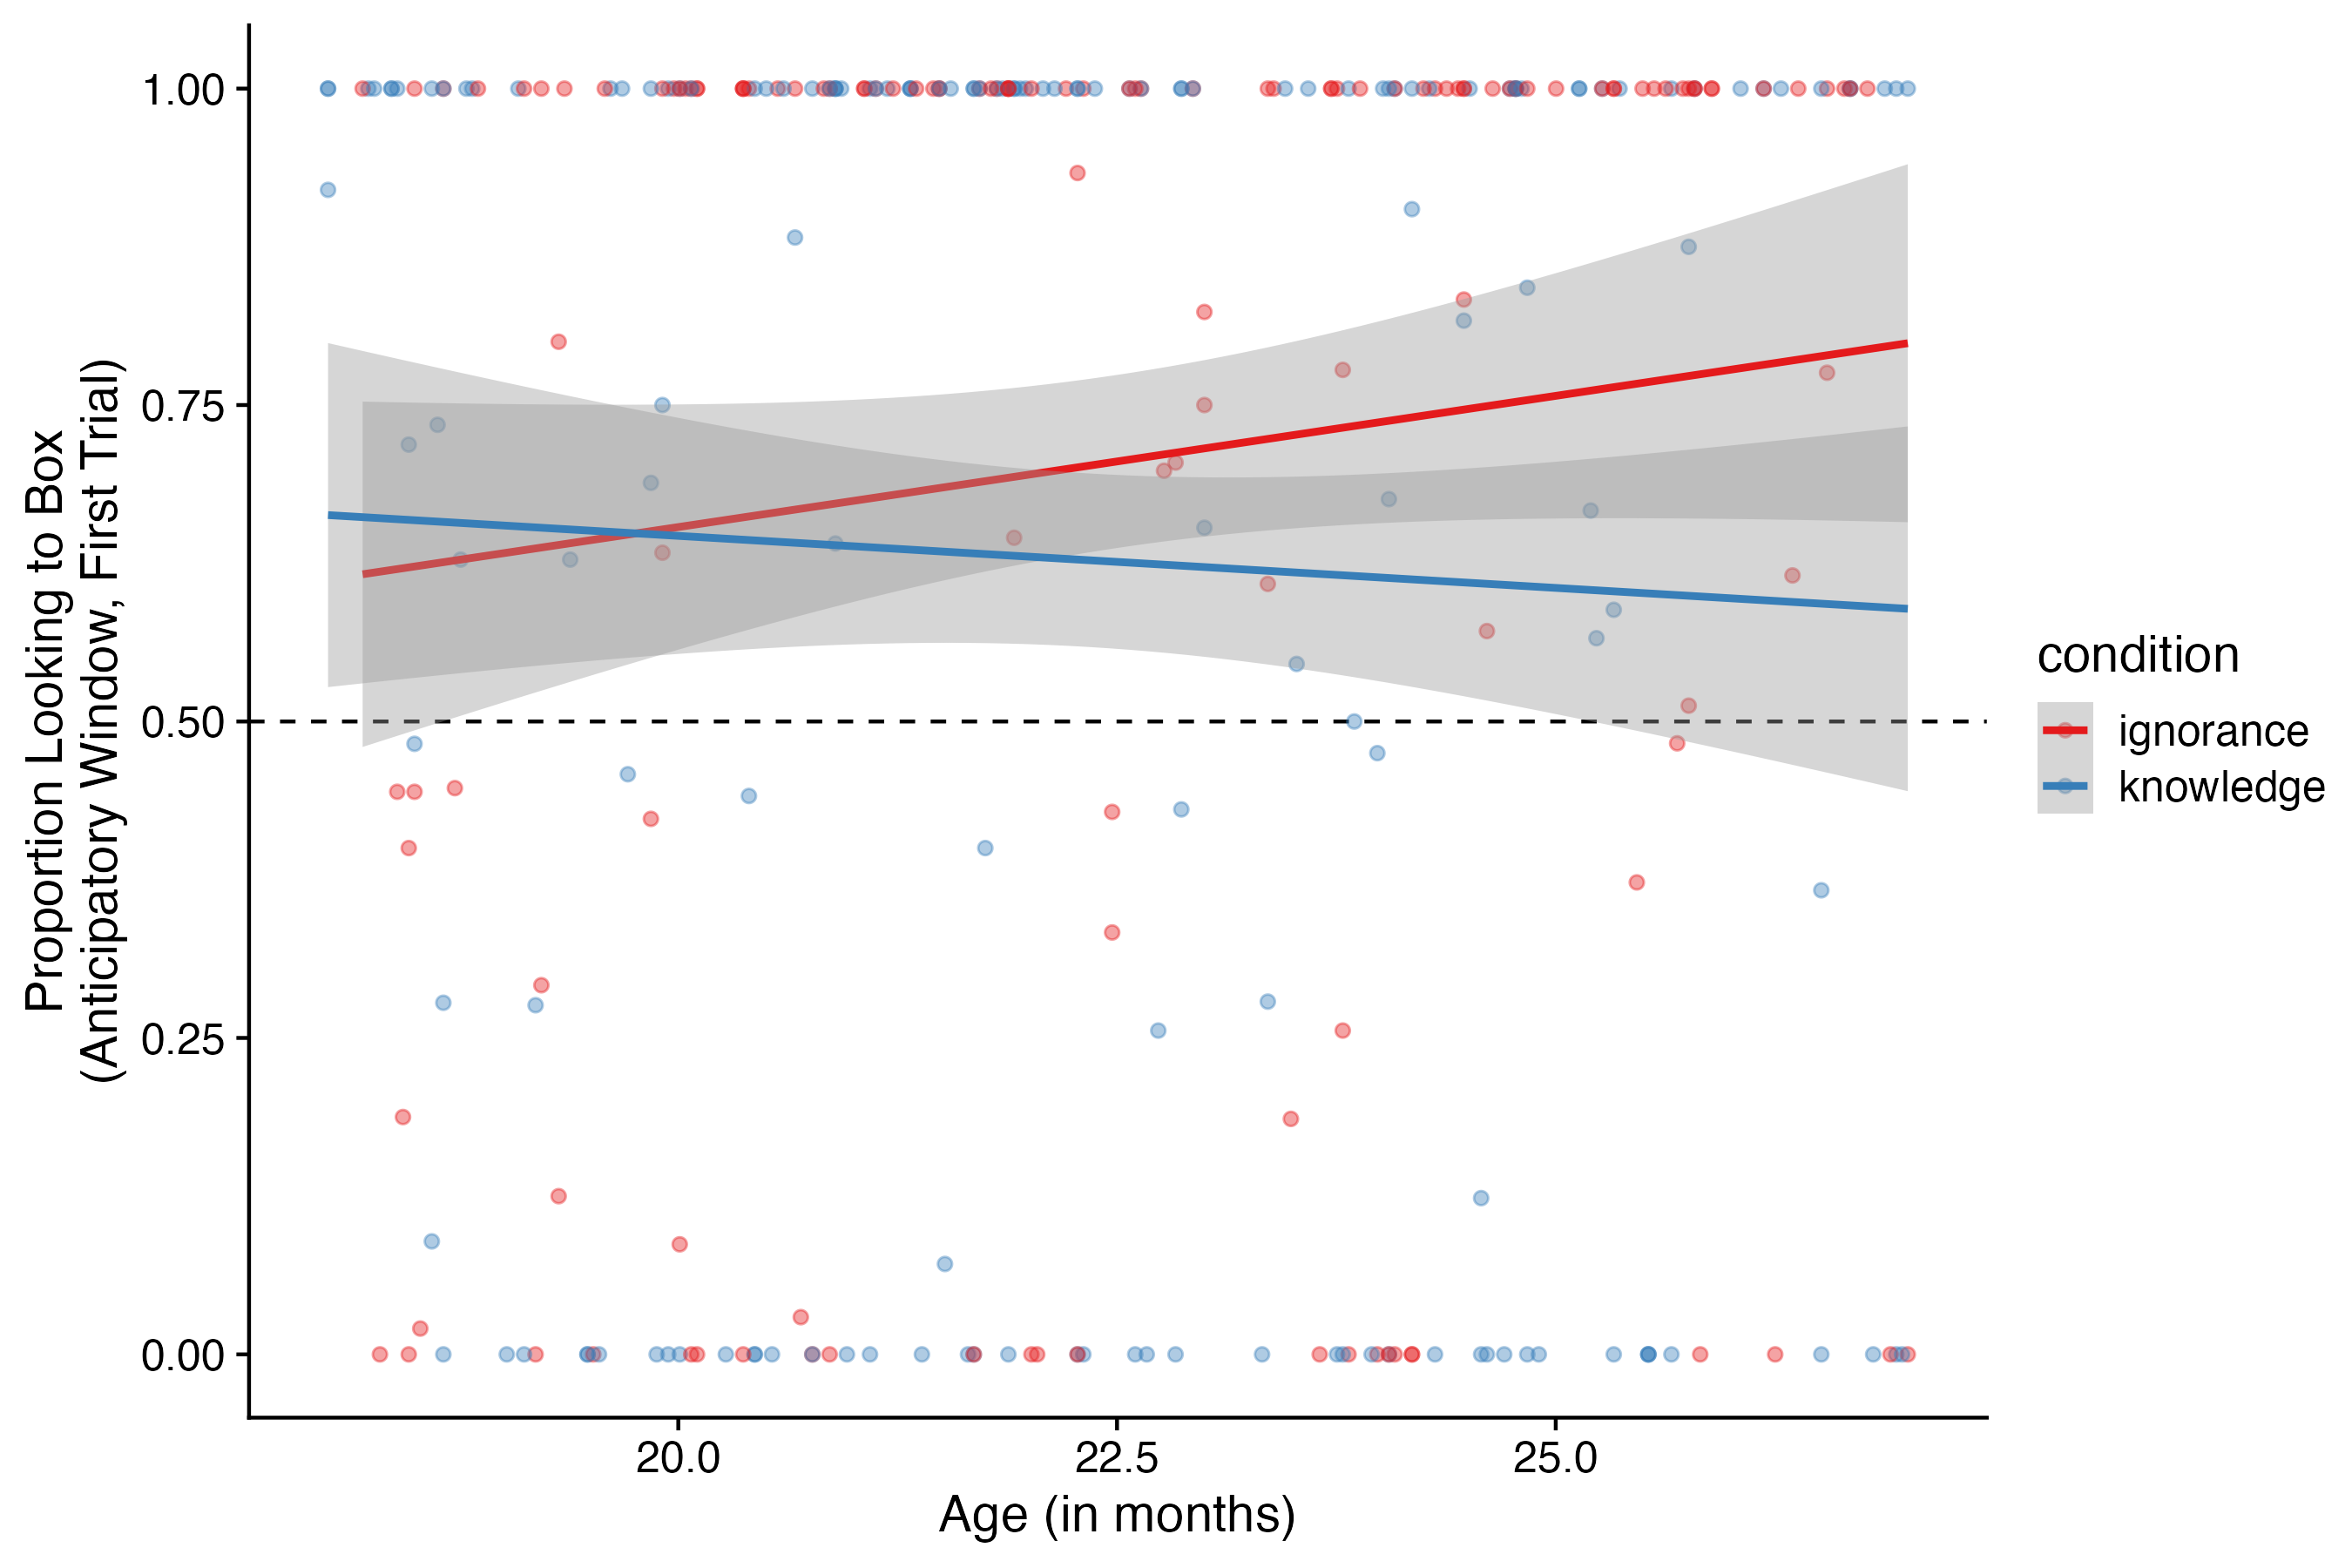 Proportion Looking to Box
(Anticipatory Window, First Trial)
1.00
0.75
0.50
0.25
0.00
20.0
22.5
25.0
Age (in months)
condition
ignorance
knowledge